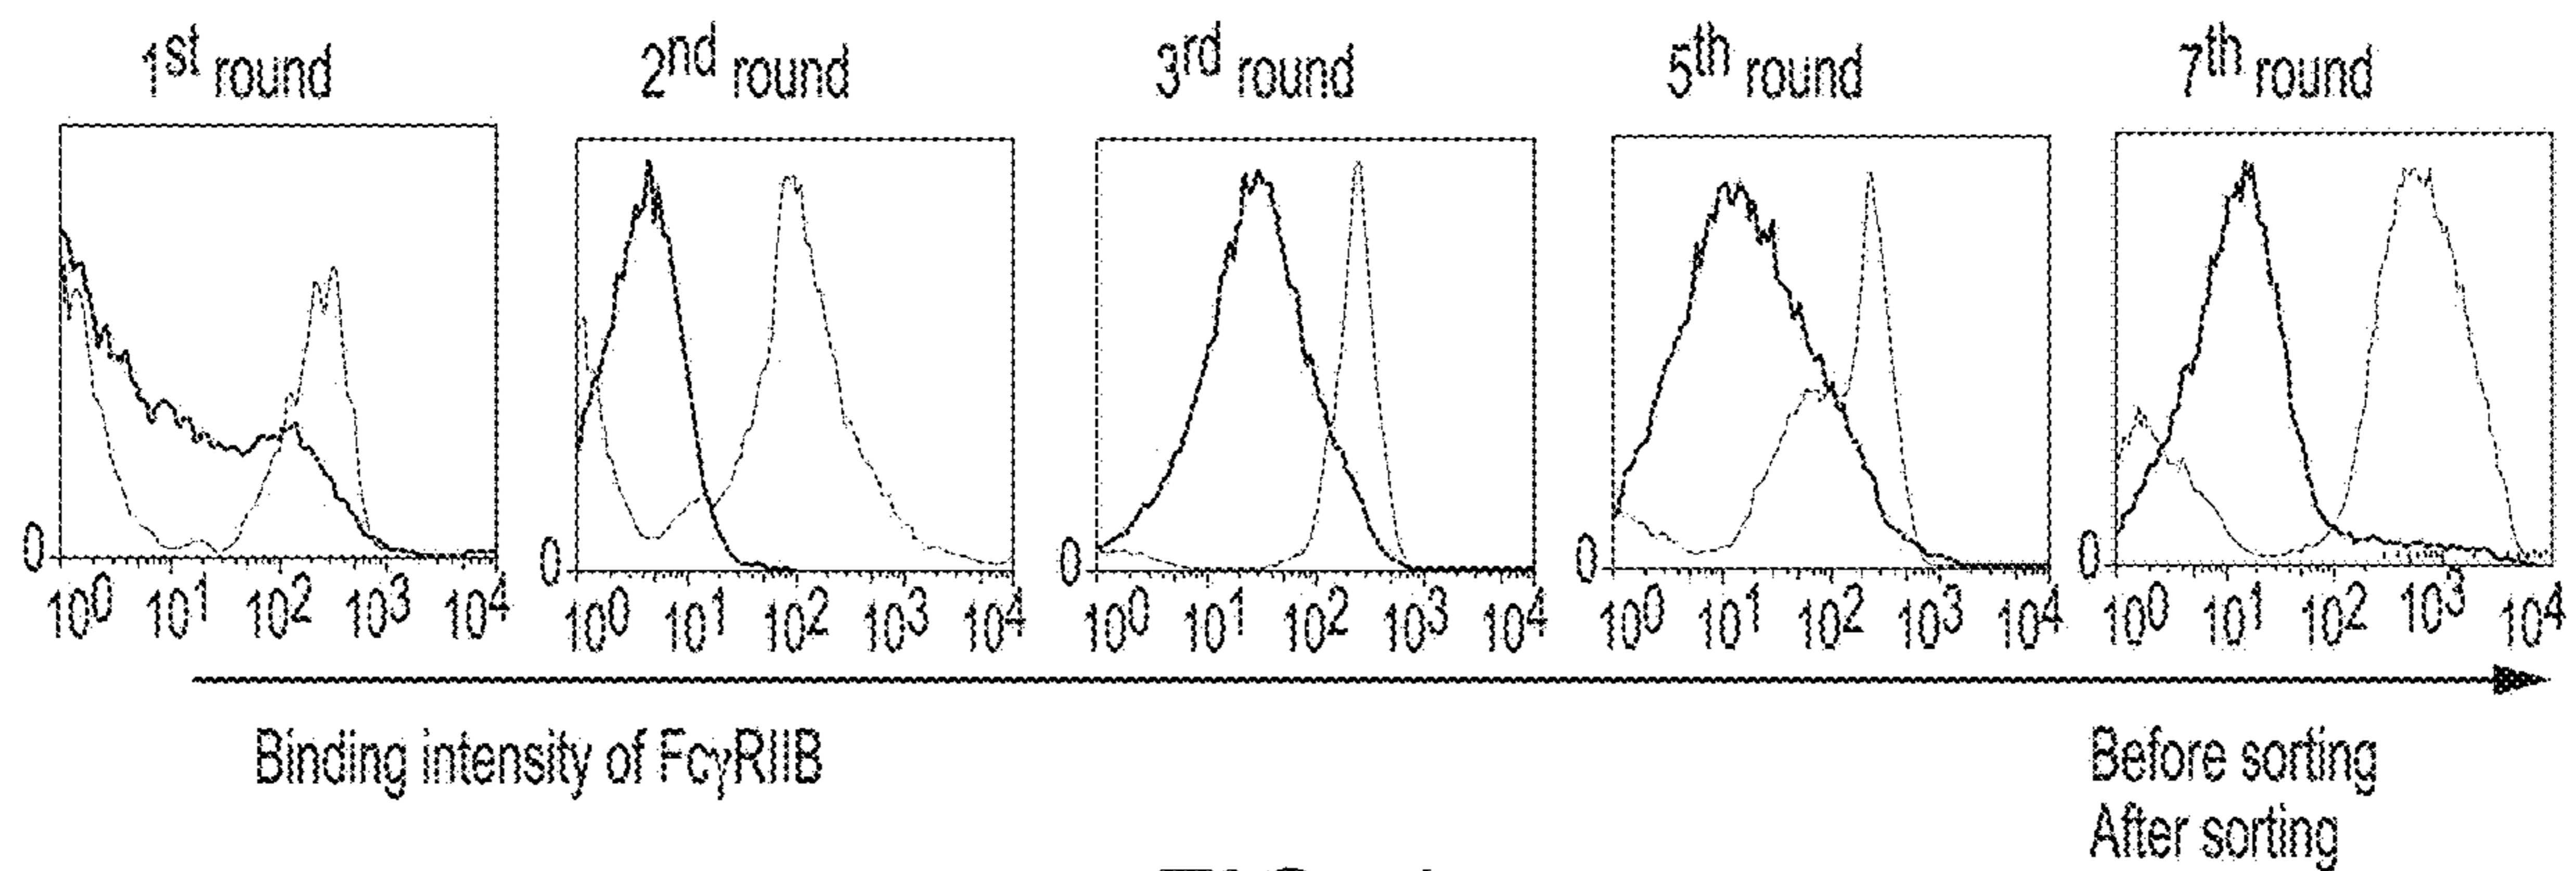 1st round 2nd round 3rd round 5th round 7th round
0 0 0 0 0
10^0 10^1 10^2 10^3 10^4 10^0 10^1 10^2 10^3 10^4 10^0 10^1 10^2 10^3 10^4 10^0 10^1 10^2 10^3 10^4 10^0 10^1 10^2 10^3 10^4
Binding intensity of FcγRIIB
Before sorting
After sorting